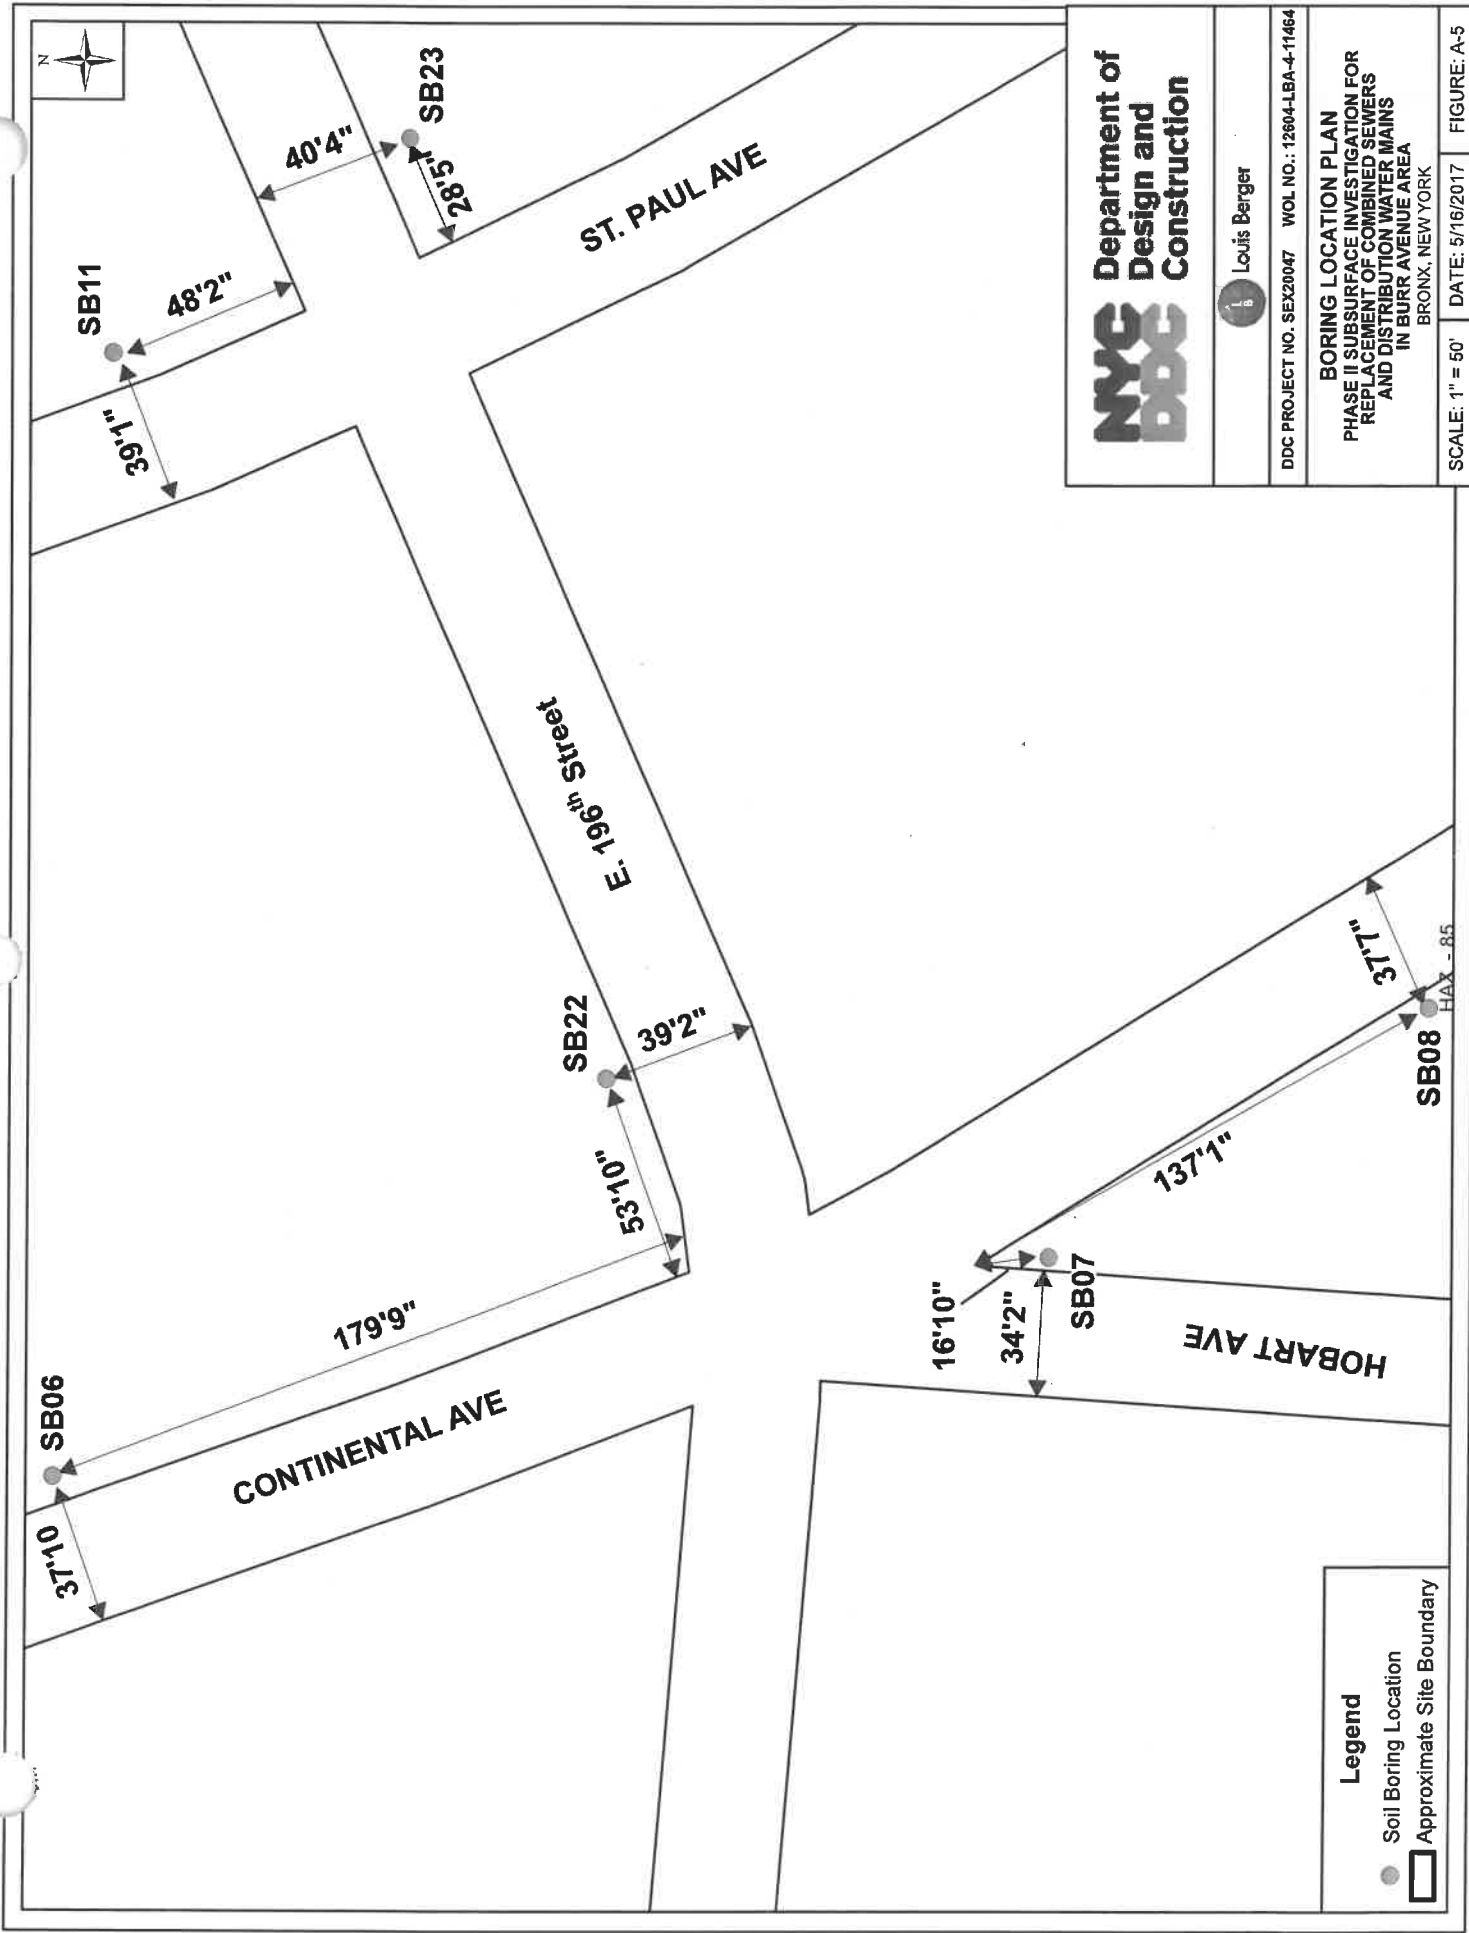 N
SB06
37'10
179'9"
CONTINENTAL AVE
SB11
39'1"
48'2"
40'4"
SB23
28'5"
ST. PAUL AVE
E. 196th Street
SB22
53'10"
39'2"
16'10"
34'2"
SB07
HOBART AVE
137'1"
37'7"
SB08
HAX - 85
Legend
Soil Boring Location
Approximate Site Boundary
NYC
DDC
Department of
Design and
Construction
LB
Louis Berger
DDC PROJECT NO. SEX20047 WOL NO.: 12604-LBA-4-11464
BORING LOCATION PLAN
PHASE II SUBSURFACE INVESTIGATION FOR
REPLACEMENT OF COMBINED SEWERS
AND DISTRIBUTION WATER MAINS
IN BURR AVENUE AREA
BRONX, NEW YORK
SCALE: 1" = 50' DATE: 5/16/2017 FIGURE: A-5